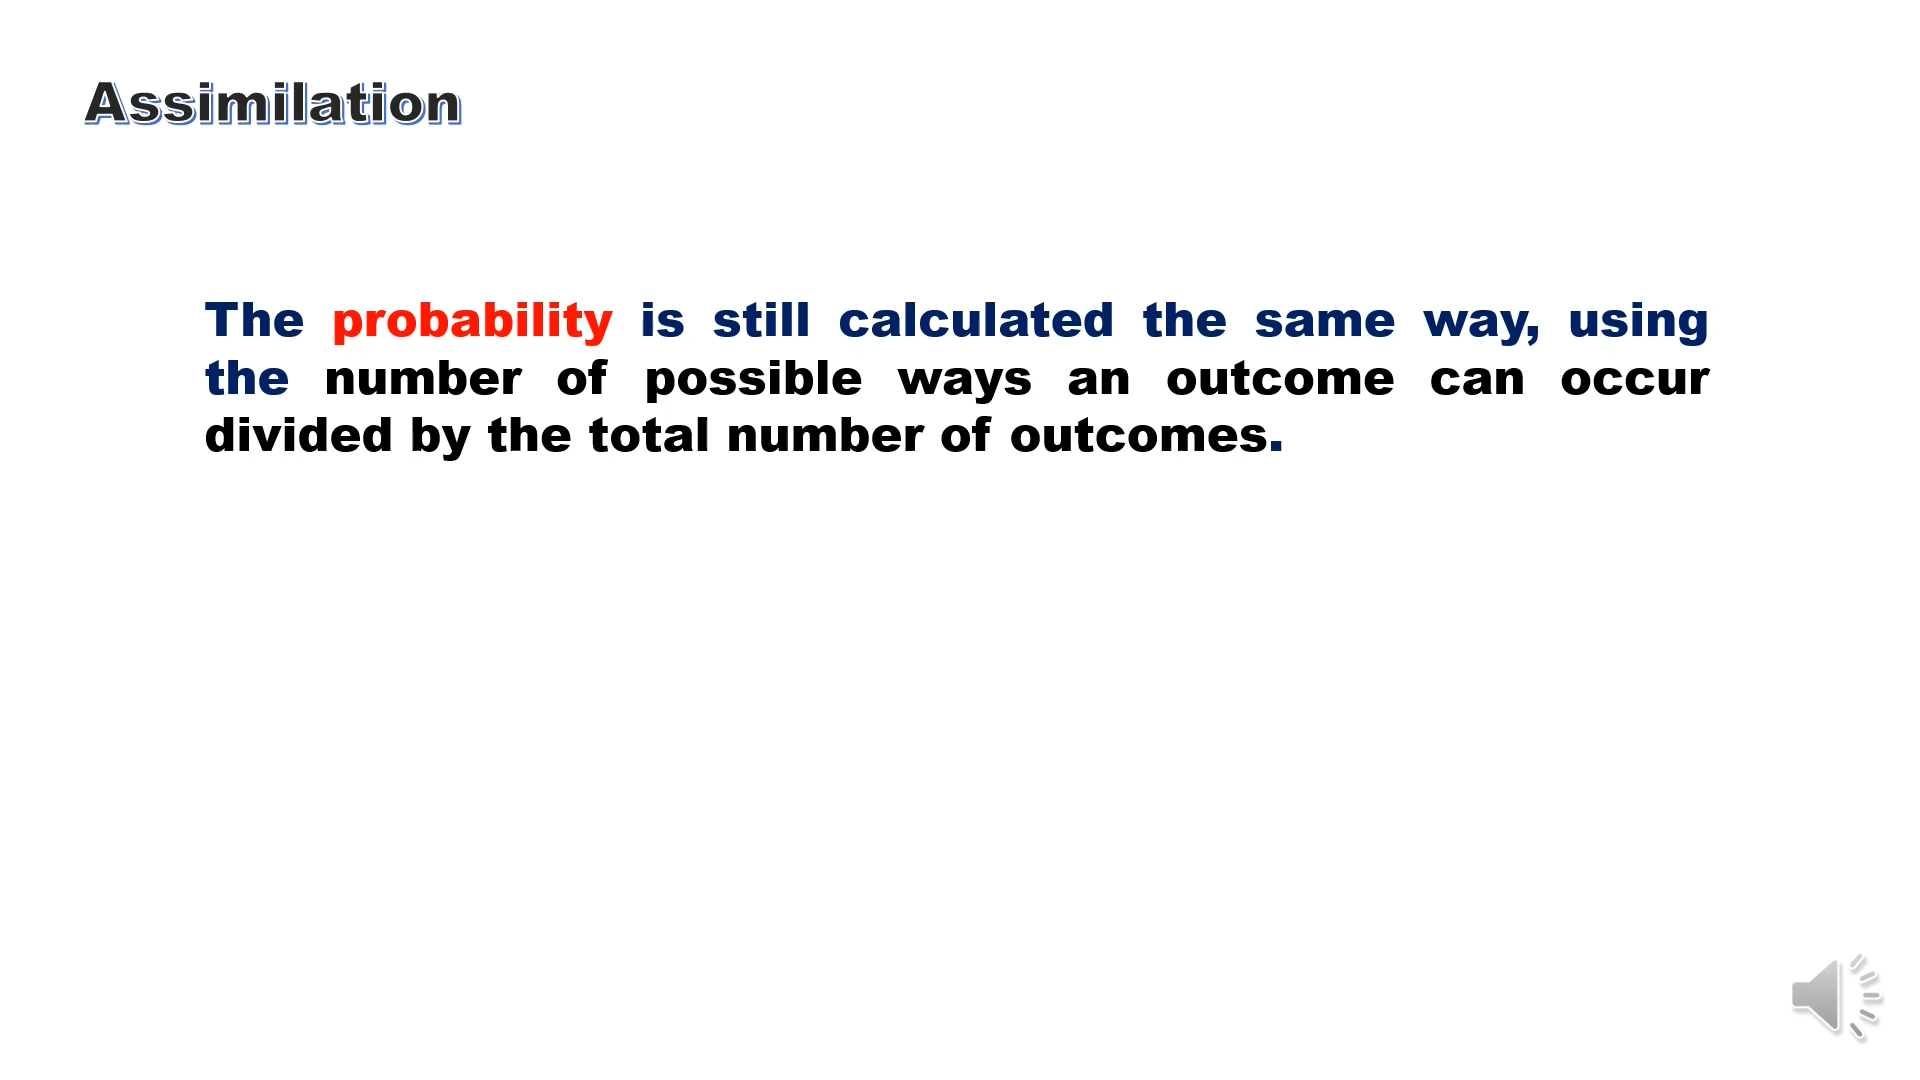 Assimilation
The probability is still calculated the same way, using
the number of possible ways an outcome can occur
divided by the total number of outcomes.